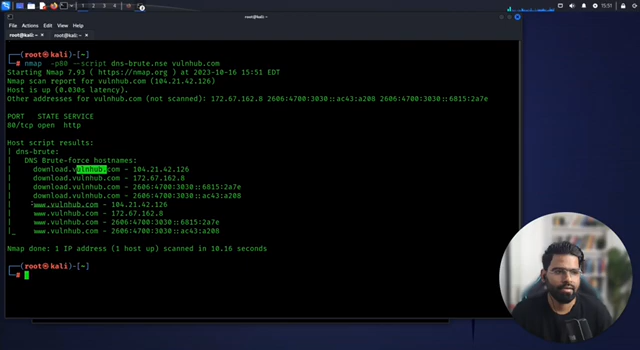 1 2 3 4
15:51
root@kali:~
File Actions Edit View Help
root@kali:~ × root@kali:~ ×
┌──(root㉿kali)-[~]
└─# nmap -p80 --script dns-brute.nse vulnhub.com
Starting Nmap 7.93 ( https://nmap.org ) at 2023-10-16 15:51 EDT
Nmap scan report for vulnhub.com (104.21.42.126)
Host is up (0.030s latency).
Other addresses for vulnhub.com (not scanned): 172.67.162.8 2606:4700:3030::ac43:a208 2606:4700:3030::6815:2a7e
PORT STATE SERVICE
80/tcp open http
Host script results:
| dns-brute:
|   DNS Brute-force hostnames:
|     download.vulnhub.com - 104.21.42.126
|     download.vulnhub.com - 172.67.162.8
|     download.vulnhub.com - 2606:4700:3030::6815:2a7e
|     download.vulnhub.com - 2606:4700:3030::ac43:a208
|     www.vulnhub.com - 104.21.42.126
|     www.vulnhub.com - 172.67.162.8
|     www.vulnhub.com - 2606:4700:3030::6815:2a7e
|_    www.vulnhub.com - 2606:4700:3030::ac43:a208
Nmap done: 1 IP address (1 host up) scanned in 10.16 seconds
┌──(root㉿kali)-[~]
└─#